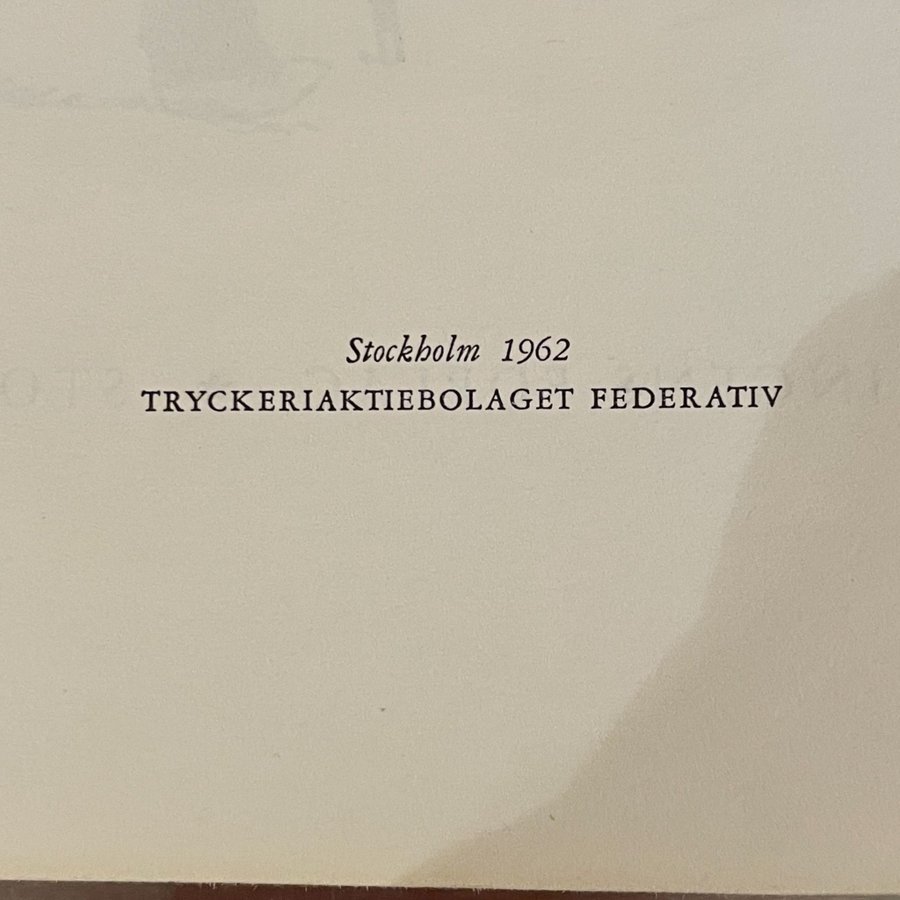 Stockholm 1962
TRYCKERIAKTIEBOLAGET FEDERATIV